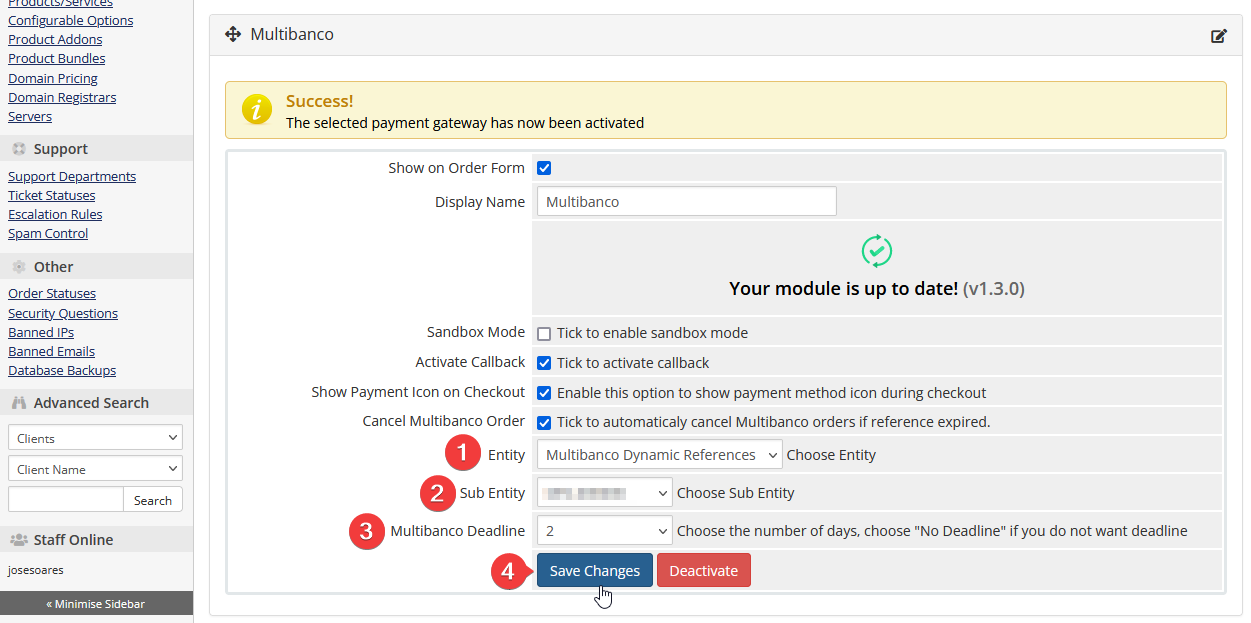 Products/Services
Configurable Options
Product Addons
Product Bundles
Domain Pricing
Domain Registrars
Servers
Support
Support Departments
Ticket Statuses
Escalation Rules
Spam Control
Other
Order Statuses
Security Questions
Banned IPs
Banned Emails
Database Backups
Advanced Search
Clients
Client Name
Search
Staff Online
josesoares
« Minimise Sidebar
Multibanco
Success!
The selected payment gateway has now been activated
Show on Order Form
Display Name Multibanco
Your module is up to date! (v1.3.0)
Sandbox Mode Tick to enable sandbox mode
Activate Callback Tick to activate callback
Show Payment Icon on Checkout Enable this option to show payment method icon during checkout
Cancel Multibanco Order Tick to automaticaly cancel Multibanco orders if reference expired.
1 Entity Multibanco Dynamic References Choose Entity
2 Sub Entity Choose Sub Entity
3 Multibanco Deadline 2 Choose the number of days, choose "No Deadline" if you do not want deadline
4 Save Changes Deactivate